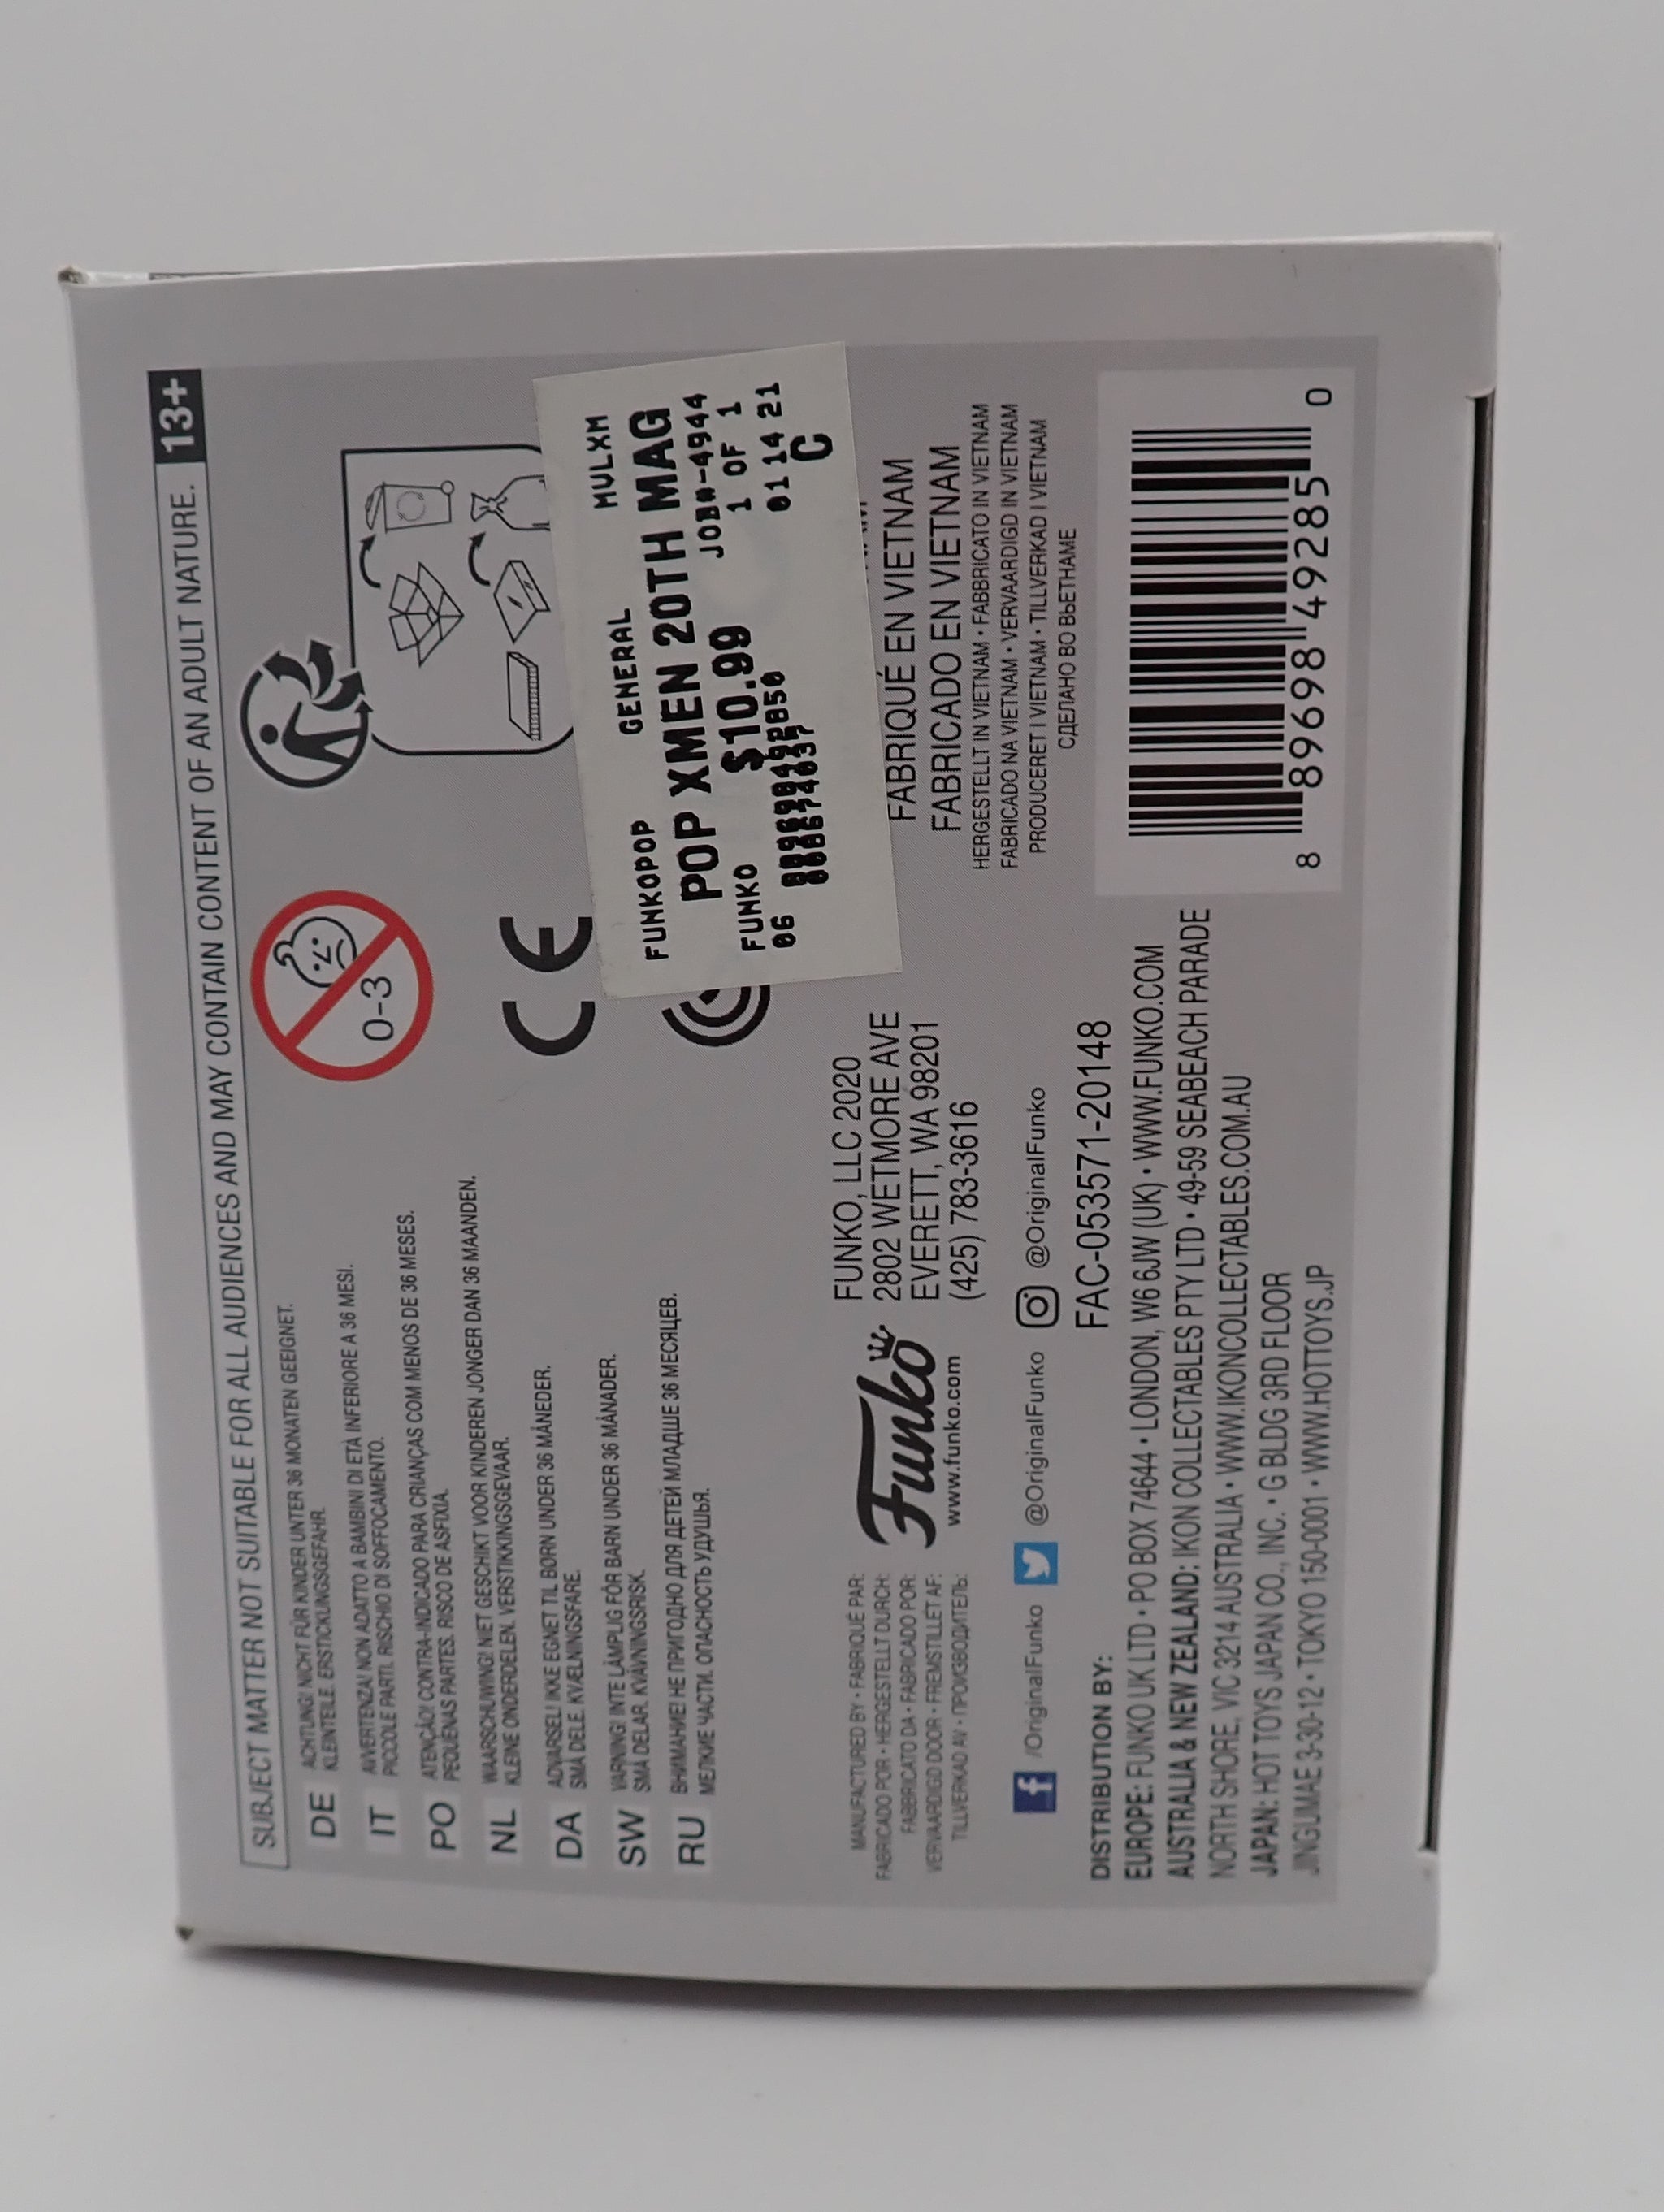 SUBJECT MATTER NOT SUITABLE FOR ALL AUDIENCES AND MAY CONTAIN CONTENT OF AN ADULT NATURE. 13+
DE ACHTUNG! NICHT FÜR KINDER UNTER 36 MONATEN GEEIGNET.
KLEINTEILE. ERSTICKUNGSGEFAHR.
IT AVVERTENZA! NON ADATTO A BAMBINI DI ETÀ INFERIORE A 36 MESI.
PICCOLE PARTI. RISCHIO DI SOFFOCAMENTO.
PO ATENÇÃO! CONTRA-INDICADO PARA CRIANÇAS COM MENOS DE 36 MESES.
PEQUENAS PARTES. RISCO DE ASFIXIA.
NL WAARSCHUWING! NIET GESCHIKT VOOR KINDEREN JONGER DAN 36 MAANDEN.
KLEINE ONDERDELEN. VERSTIKKINGSGEVAAR.
DA ADVARSEL! IKKE EGNET TIL BORN UNDER 36 MÅNEDER.
SMÅ DELE. KVÆLNINGSFARE.
SW VARNING! INTE LÄMPLIG FÖR BARN UNDER 36 MÅNADER.
SMÅ DELAR. KVÄVNINGSRISK.
RU ВНИМАНИЕ! НЕ ПРИГОДНО ДЛЯ ДЕТЕЙ МЛАДШЕ 36 МЕСЯЦЕВ.
МЕЛКИЕ ЧАСТИ. ОПАСНОСТЬ УДУШЬЯ.
0-3
CE
FUNKOPOP GENERAL MVLXM
POP XMEN 20TH MAG
FUNKO $10.99 JOB#-4944
06 1 OF 1
01 14 21
C
MANUFACTURED BY • FABRIQUÉ PAR:
FABRICADO POR • HERGESTELLT DURCH:
FABBRICATO DA • FABRICADO POR:
VERVAARDIGD DOOR • FREMSTILLET AF:
TILLVERKAD AV • ПРОИЗВОДИТЕЛЬ:
Funko
www.funko.com
FUNKO, LLC 2020
2802 WETMORE AVE
EVERETT, WA 98201
(425) 783-3616
FABRIQUÉ EN VIETNAM
FABRICADO EN VIETNAM
HERGESTELLT IN VIETNAM • FABBRICATO IN VIETNAM
FABRICADO NA VIETNAM • VERVAARDIGD IN VIETNAM
PRODUCERET I VIETNAM • TILLVERKAD I VIETNAM
СДЕЛАНО ВО ВЬЕТНАМЕ
/OriginalFunko @OriginalFunko @OriginalFunko
FAC-053571-20148
DISTRIBUTION BY:
EUROPE: FUNKO UK LTD • PO BOX 74644 • LONDON, W6 6JW (UK) • WWW.FUNKO.COM
AUSTRALIA & NEW ZEALAND: IKON COLLECTABLES PTY LTD • 49-59 SEABEACH PARADE
NORTH SHORE, VIC 3214 AUSTRALIA • WWW.IKONCOLLECTABLES.COM.AU
JAPAN: HOT TOYS JAPAN CO., INC. • G BLDG 3RD FLOOR
JINGUMAE 3-30-12 • TOKYO 150-0001 • WWW.HOTTOYS.JP
8 89698 49285 0